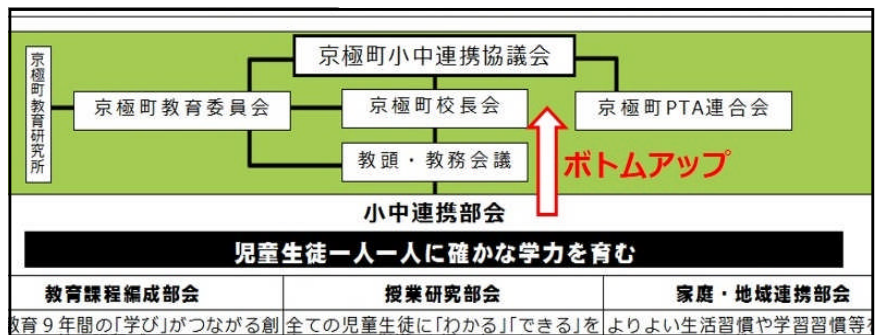 京極町小中連携協議会
京極町教育研究所
京極町教育委員会
京極町校長会
京極町PTA連合会
教頭・教務会議
ボトムアップ
小中連携部会
児童生徒一人一人に確かな学力を育む
教育課程編成部会
授業研究部会
家庭・地域連携部会
教育9年間の「学び」がつながる創
全ての児童生徒に「わかる」「できる」を
よりよい生活習慣や学習習慣等